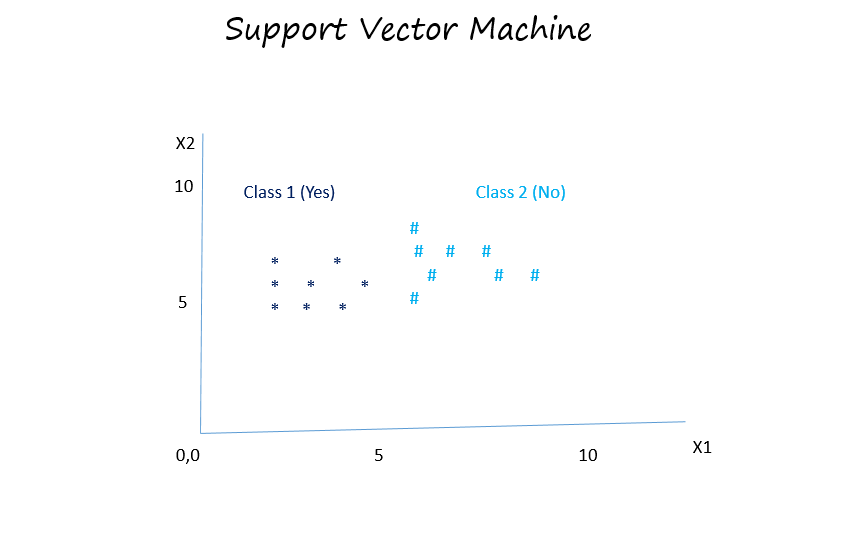 Support Vector Machine
X2
10
Class 1 (Yes)
Class 2 (No)
#
# # #
* *
# # #
* * *
5
#
* * *
0,0
5
10
X1